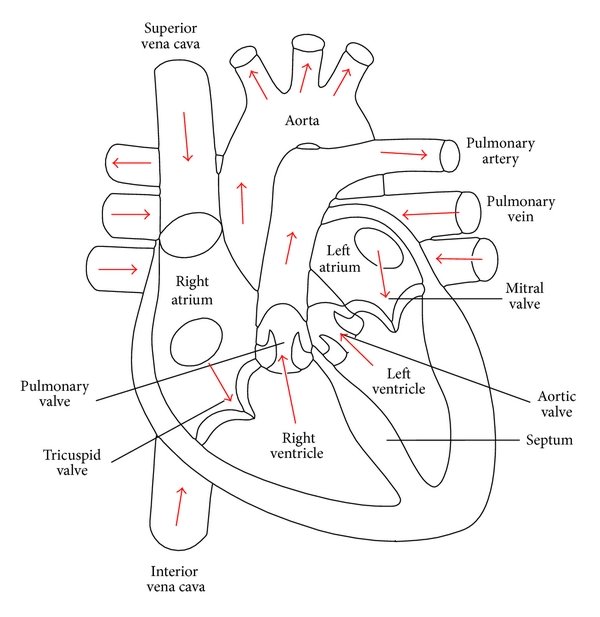 Superior
vena cava
Aorta
Pulmonary
artery
Pulmonary
vein
Left
atrium
Right
atrium
Mitral
valve
Pulmonary
valve
Left
ventricle
Aortic
valve
Right
ventricle
Septum
Tricuspid
valve
Interior
vena cava